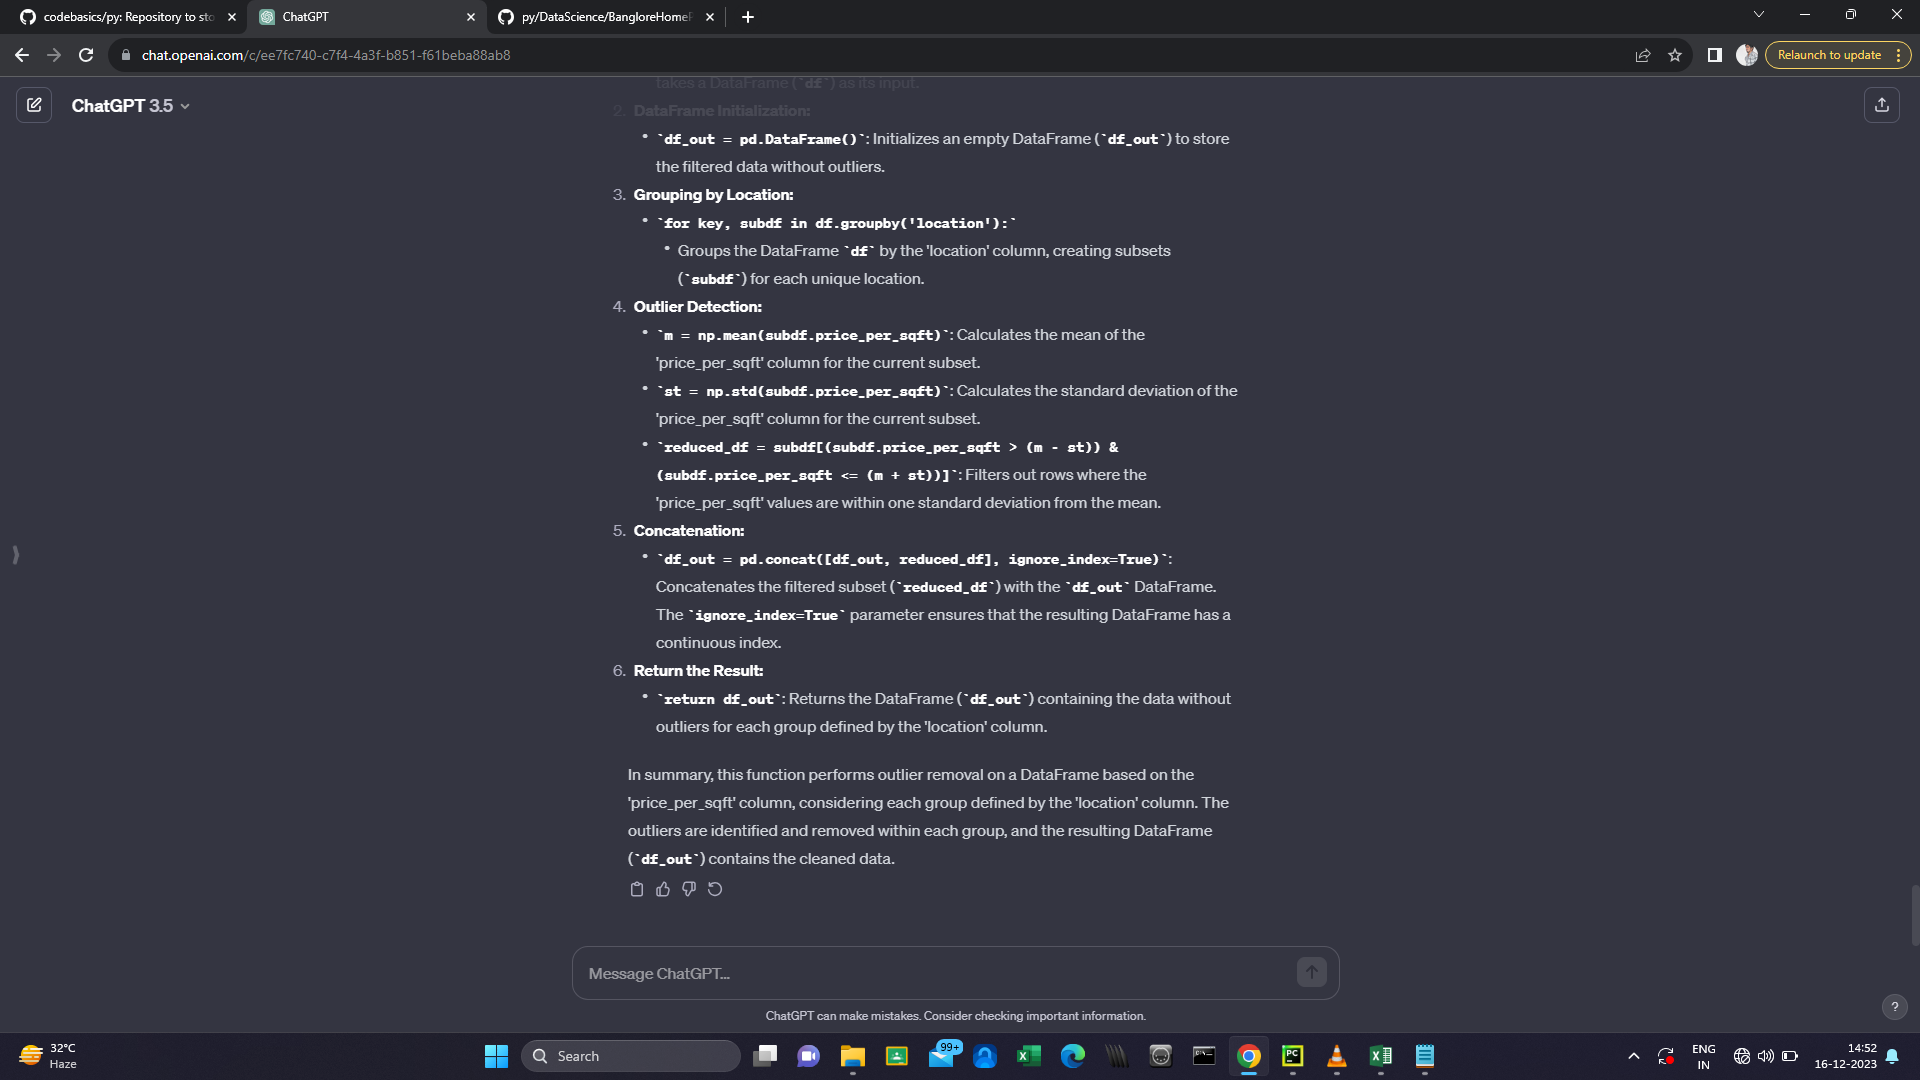 codebasics/py: Repository to sto
ChatGPT
py/DataScience/BangloreHomeP
chat.openai.com/c/ee7fc740-c7f4-4a3f-b851-f61beba88ab8
Relaunch to update
ChatGPT 3.5
takes a DataFrame (`df`) as its input.
2. DataFrame Initialization:
• `df_out = pd.DataFrame()`: Initializes an empty DataFrame (`df_out`) to store
the filtered data without outliers.
3. Grouping by Location:
• `for key, subdf in df.groupby('location'):`
• Groups the DataFrame `df` by the 'location' column, creating subsets
(`subdf`) for each unique location.
4. Outlier Detection:
• `m = np.mean(subdf.price_per_sqft)`: Calculates the mean of the
'price_per_sqft' column for the current subset.
• `st = np.std(subdf.price_per_sqft)`: Calculates the standard deviation of the
'price_per_sqft' column for the current subset.
• `reduced_df = subdf[(subdf.price_per_sqft > (m - st)) &
(subdf.price_per_sqft <= (m + st))]`: Filters out rows where the
'price_per_sqft' values are within one standard deviation from the mean.
5. Concatenation:
• `df_out = pd.concat([df_out, reduced_df], ignore_index=True)`:
Concatenates the filtered subset (`reduced_df`) with the `df_out` DataFrame.
The `ignore_index=True` parameter ensures that the resulting DataFrame has a
continuous index.
6. Return the Result:
• `return df_out`: Returns the DataFrame (`df_out`) containing the data without
outliers for each group defined by the 'location' column.
In summary, this function performs outlier removal on a DataFrame based on the
'price_per_sqft' column, considering each group defined by the 'location' column. The
outliers are identified and removed within each group, and the resulting DataFrame
(`df_out`) contains the cleaned data.
Message ChatGPT...
ChatGPT can make mistakes. Consider checking important information.
?
32°C
Haze
Search
99+
PC
ENG
IN
14:52
16-12-2023